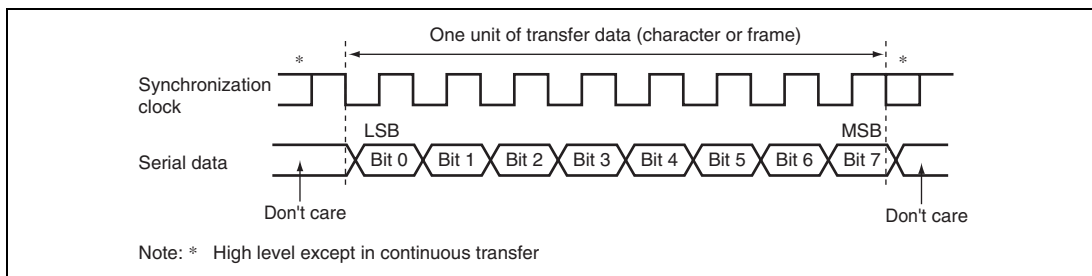 One unit of transfer data (character or frame)
* *
Synchronization
clock
LSB MSB
Serial data Bit 0 Bit 1 Bit 2 Bit 3 Bit 4 Bit 5 Bit 6 Bit 7
Don't care Don't care
Note: * High level except in continuous transfer